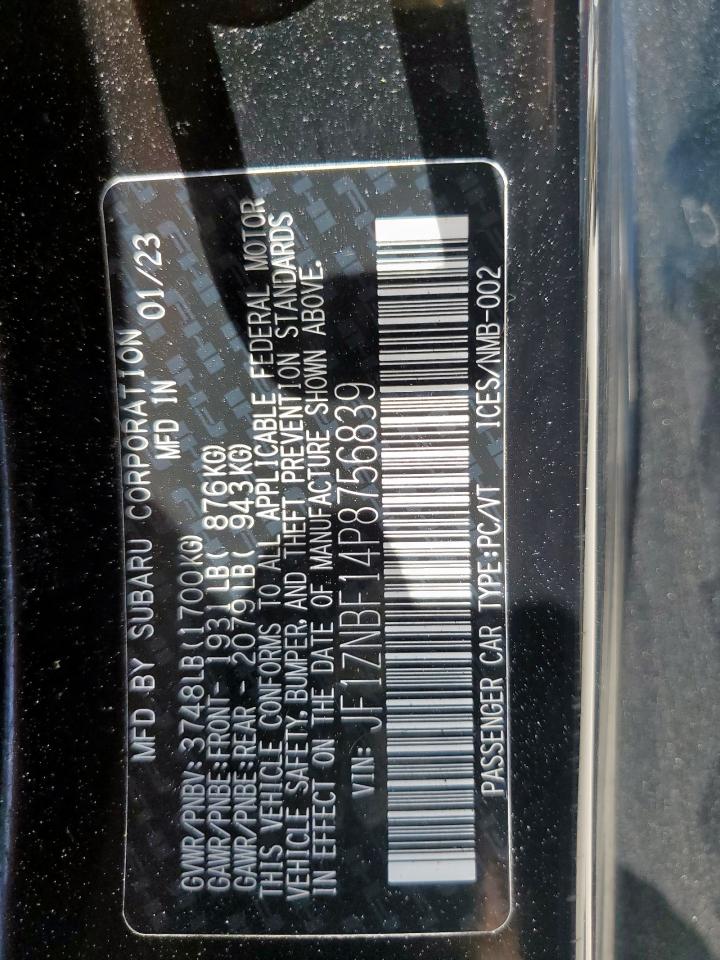 MFD BY SUBARU CORPORATION
MFD IN 01/23
GVWR/PNBV: 3748LB(1700KG)
GAWR/PNBE:FRONT- 1931LB( 876KG)
GAWR/PNBE:REAR - 2079LB( 943KG)
THIS VEHICLE CONFORMS TO ALL APPLICABLE FEDERAL MOTOR
VEHICLE SAFETY, BUMPER, AND THEFT PREVENTION STANDARDS
IN EFFECT ON THE DATE OF MANUFACTURE SHOWN ABOVE.
VIN: JF1ZNBF14P8756839
PASSENGER CAR TYPE:PC/VT ICES/NMB-002